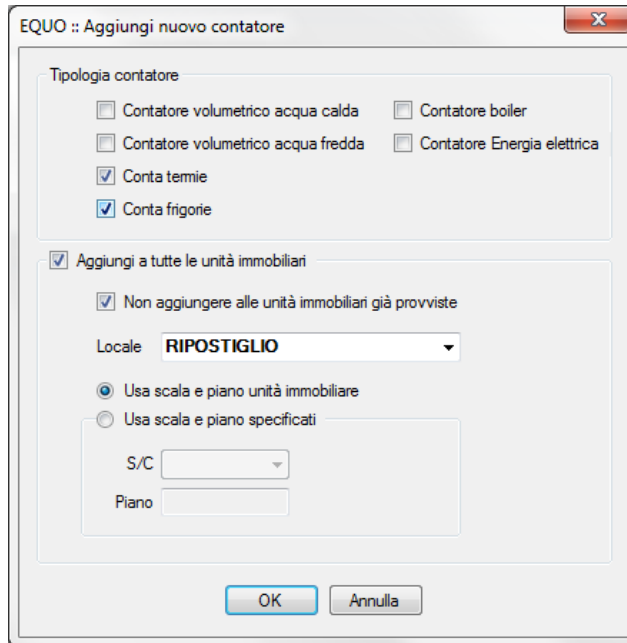 EQUO :: Aggiungi nuovo contatore
Tipologia contatore
Contatore volumetrico acqua calda
Contatore boiler
Contatore volumetrico acqua fredda
Contatore Energia elettrica
Conta termie
Conta frigorie
Aggiungi a tutte le unità immobiliari
Non aggiungere alle unità immobiliari già provviste
Locale RIPOSTIGLIO
Usa scala e piano unità immobiliare
Usa scala e piano specificati
S/C
Piano
OK Annulla